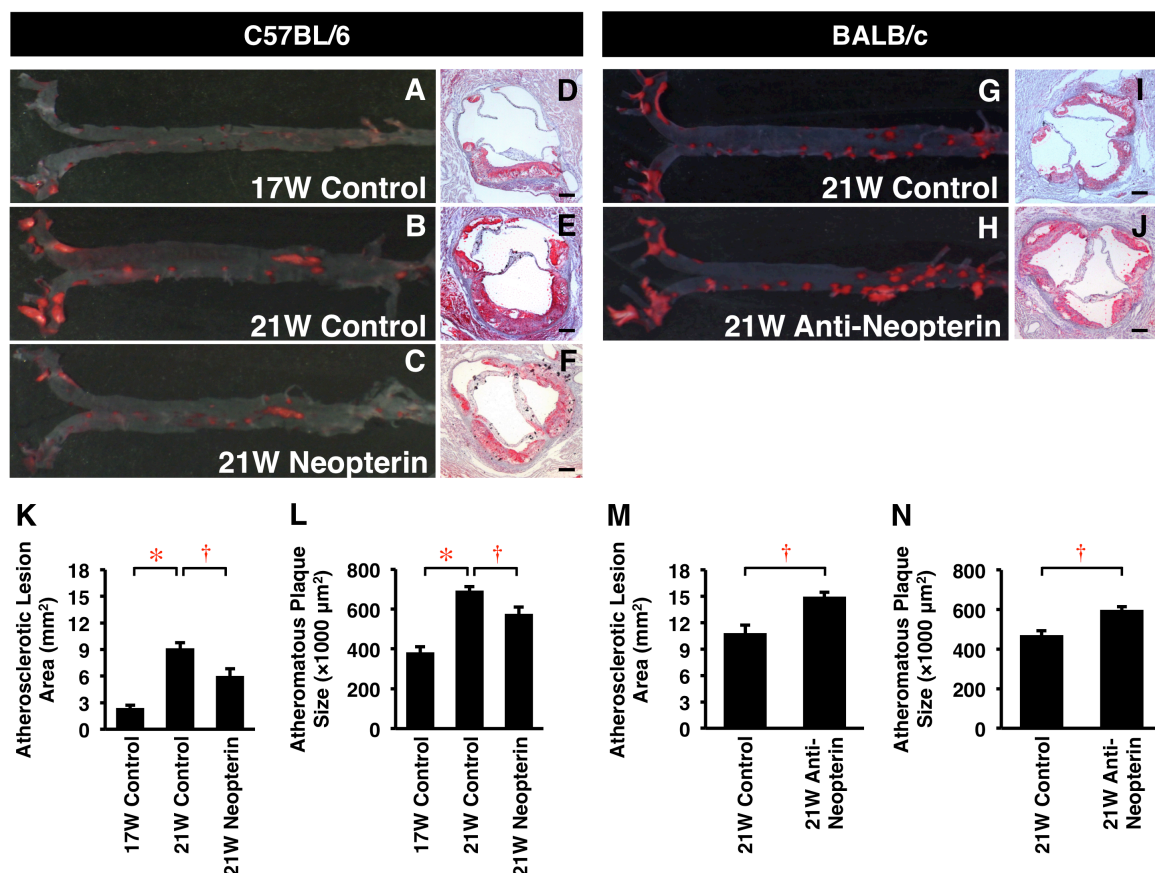 C57BL/6
BALB/c
A
17W Control
D
B
21W Control
E
C
21W Neopterin
F
G
21W Control
I
H
21W Anti-Neopterin
J
K
Atherosclerotic Lesion
Area (mm²)
18
15
12
9
6
3
0
*
†
17W Control
21W Control
21W Neopterin
L
Atheromatous Plaque
Size (×1000 µm²)
800
600
400
200
0
*
†
17W Control
21W Control
21W Neopterin
M
Atherosclerotic Lesion
Area (mm²)
18
15
12
9
6
3
0
†
21W Control
21W Anti-
Neopterin
N
Atheromatous Plaque
Size (×1000 µm²)
800
600
400
200
0
†
21W Control
21W Anti-
Neopterin